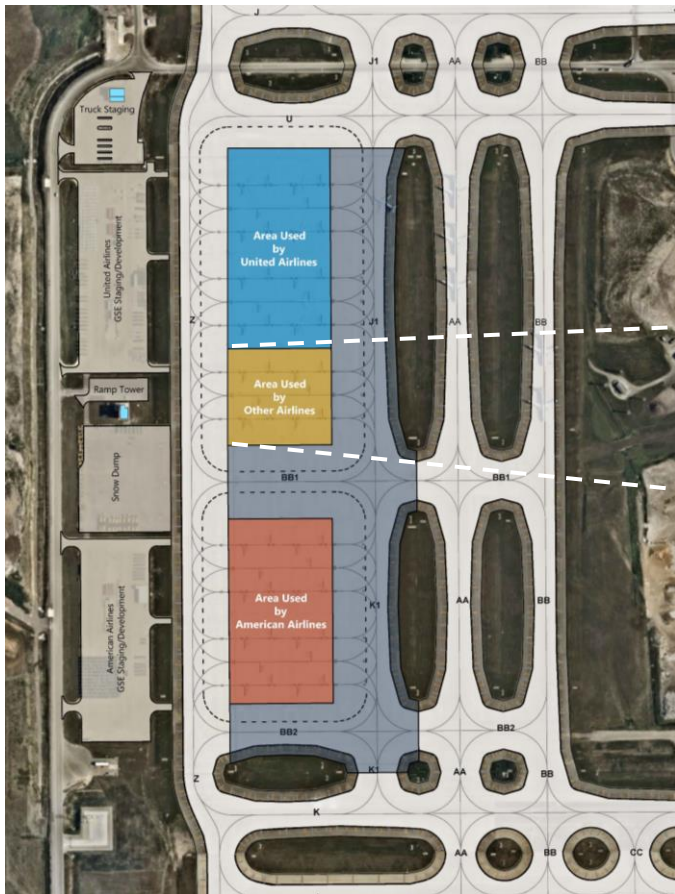 J
J1
AA
BB
Truck Staging
U
Area Used
by
United Airlines
United Airlines
GSE Staging/Development
Z
J1
AA
BB
Area Used
by
Other Airlines
Ramp Tower
Snow Dump
BB1
BB1
Area Used
by
American Airlines
American Airlines
GSE Staging/Development
K1
AA
BB
BB2
BB2
Z
K1
AA
BB
K
AA
BB
CC